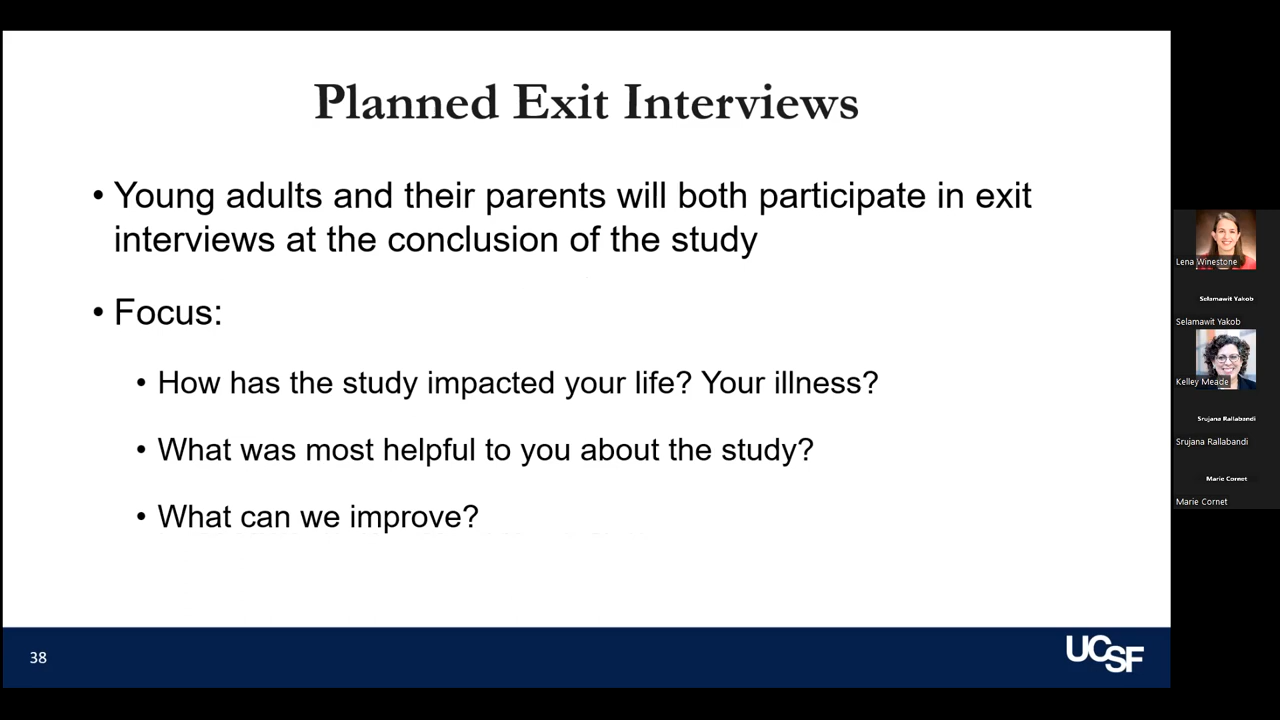 Planned Exit Interviews
• Young adults and their parents will both participate in exit
interviews at the conclusion of the study
• Focus:
• How has the study impacted your life? Your illness?
• What was most helpful to you about the study?
• What can we improve?
38
UCSF
Lena Winestone
Selamawit Yakob
Selamawit Yakob
Kelley Meade
Srujana Rallabandi
Srujana Rallabandi
Marie Cornet
Marie Cornet